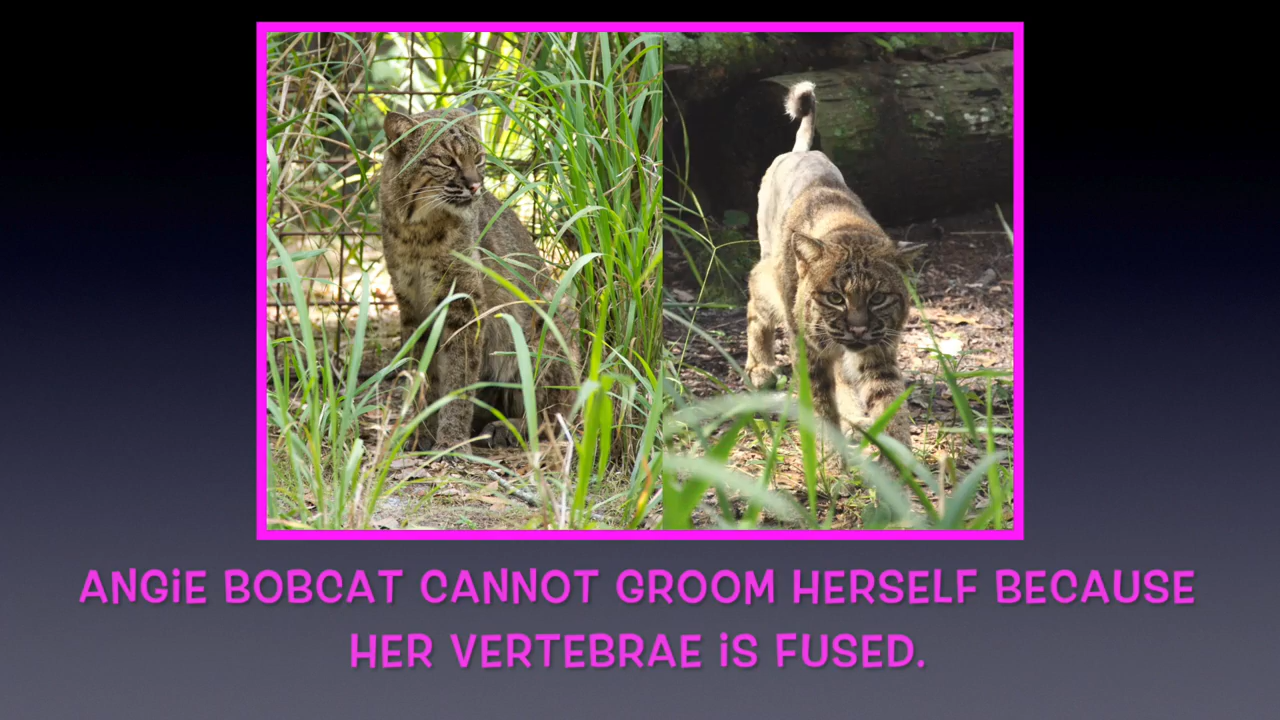 ANGiE BOBCAT CANNOT GROOM HERSELF BECAUSE
HER VERTEBRAE iS FUSED.